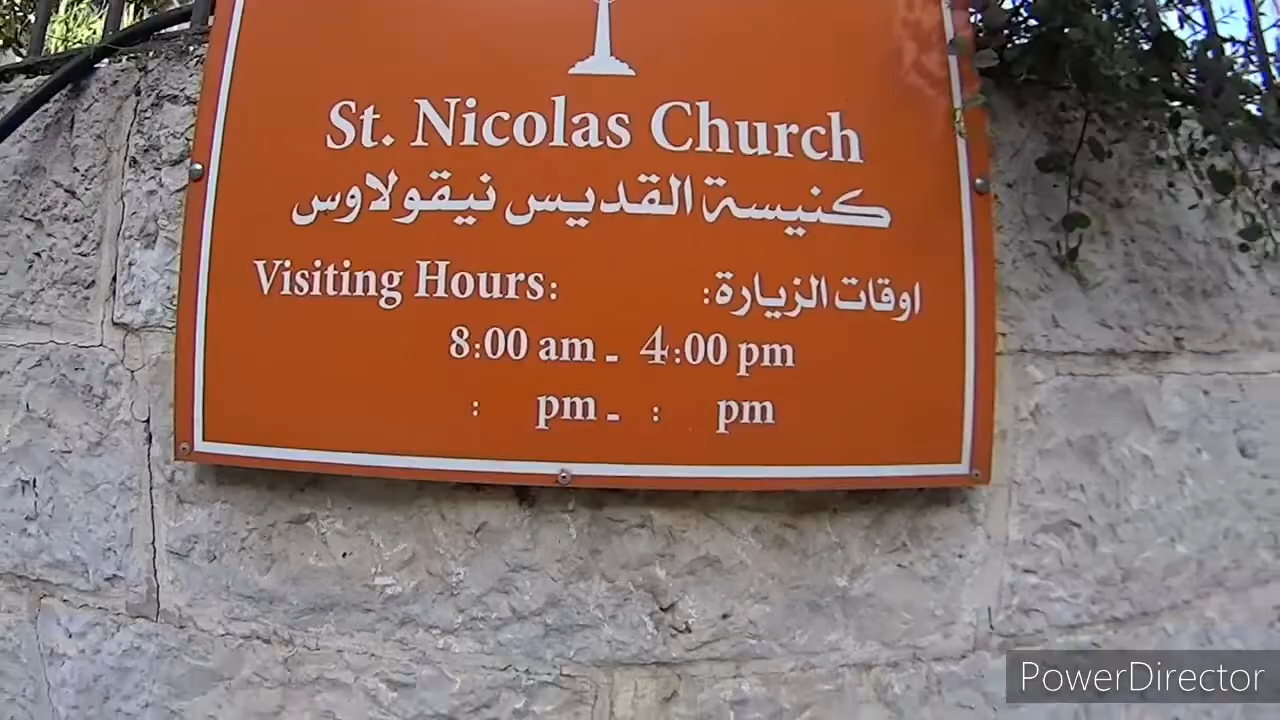 St. Nicolas Church
كنيسة القديس نيقولاوس
Visiting Hours:
اوقات الزيارة:
8:00 am - 4:00 pm
: pm - : pm
PowerDirector